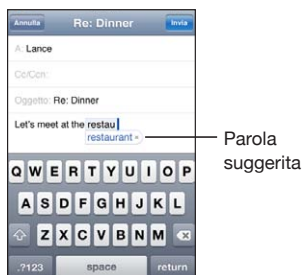 Annulla Re: Dinner Invia
A: Lance
Cc/Ccn:
Oggetto: Re: Dinner
Let's meet at the restau
restaurant ×
Parola
suggerita
Q W E R T Y U I O P
A S D F G H J K L
Z X C V B N M
.?123 space return